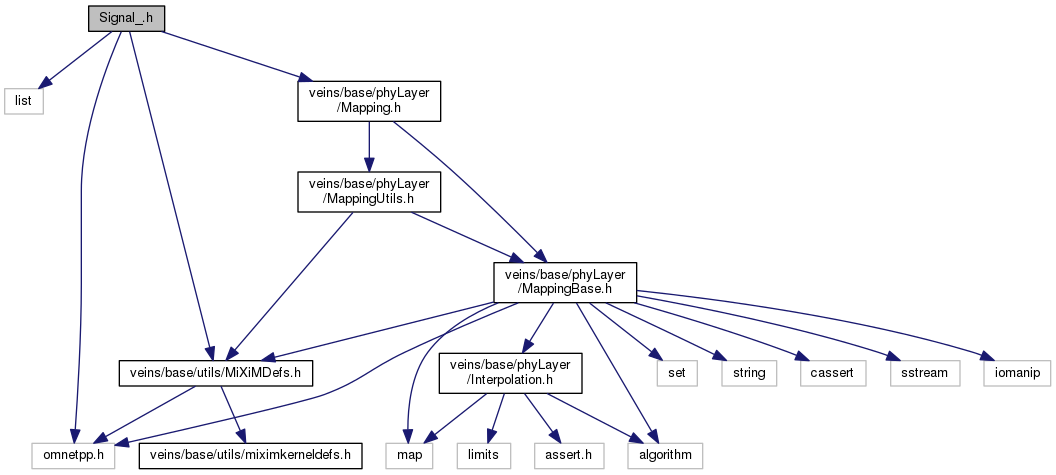 Signal_.h
list
veins/base/phyLayer
/Mapping.h
veins/base/phyLayer
/MappingUtils.h
veins/base/phyLayer
/MappingBase.h
veins/base/utils/MiXiMDefs.h
veins/base/phyLayer
/Interpolation.h
set
string
cassert
sstream
iomanip
omnetpp.h
veins/base/utils/miximkerneldefs.h
map
limits
assert.h
algorithm